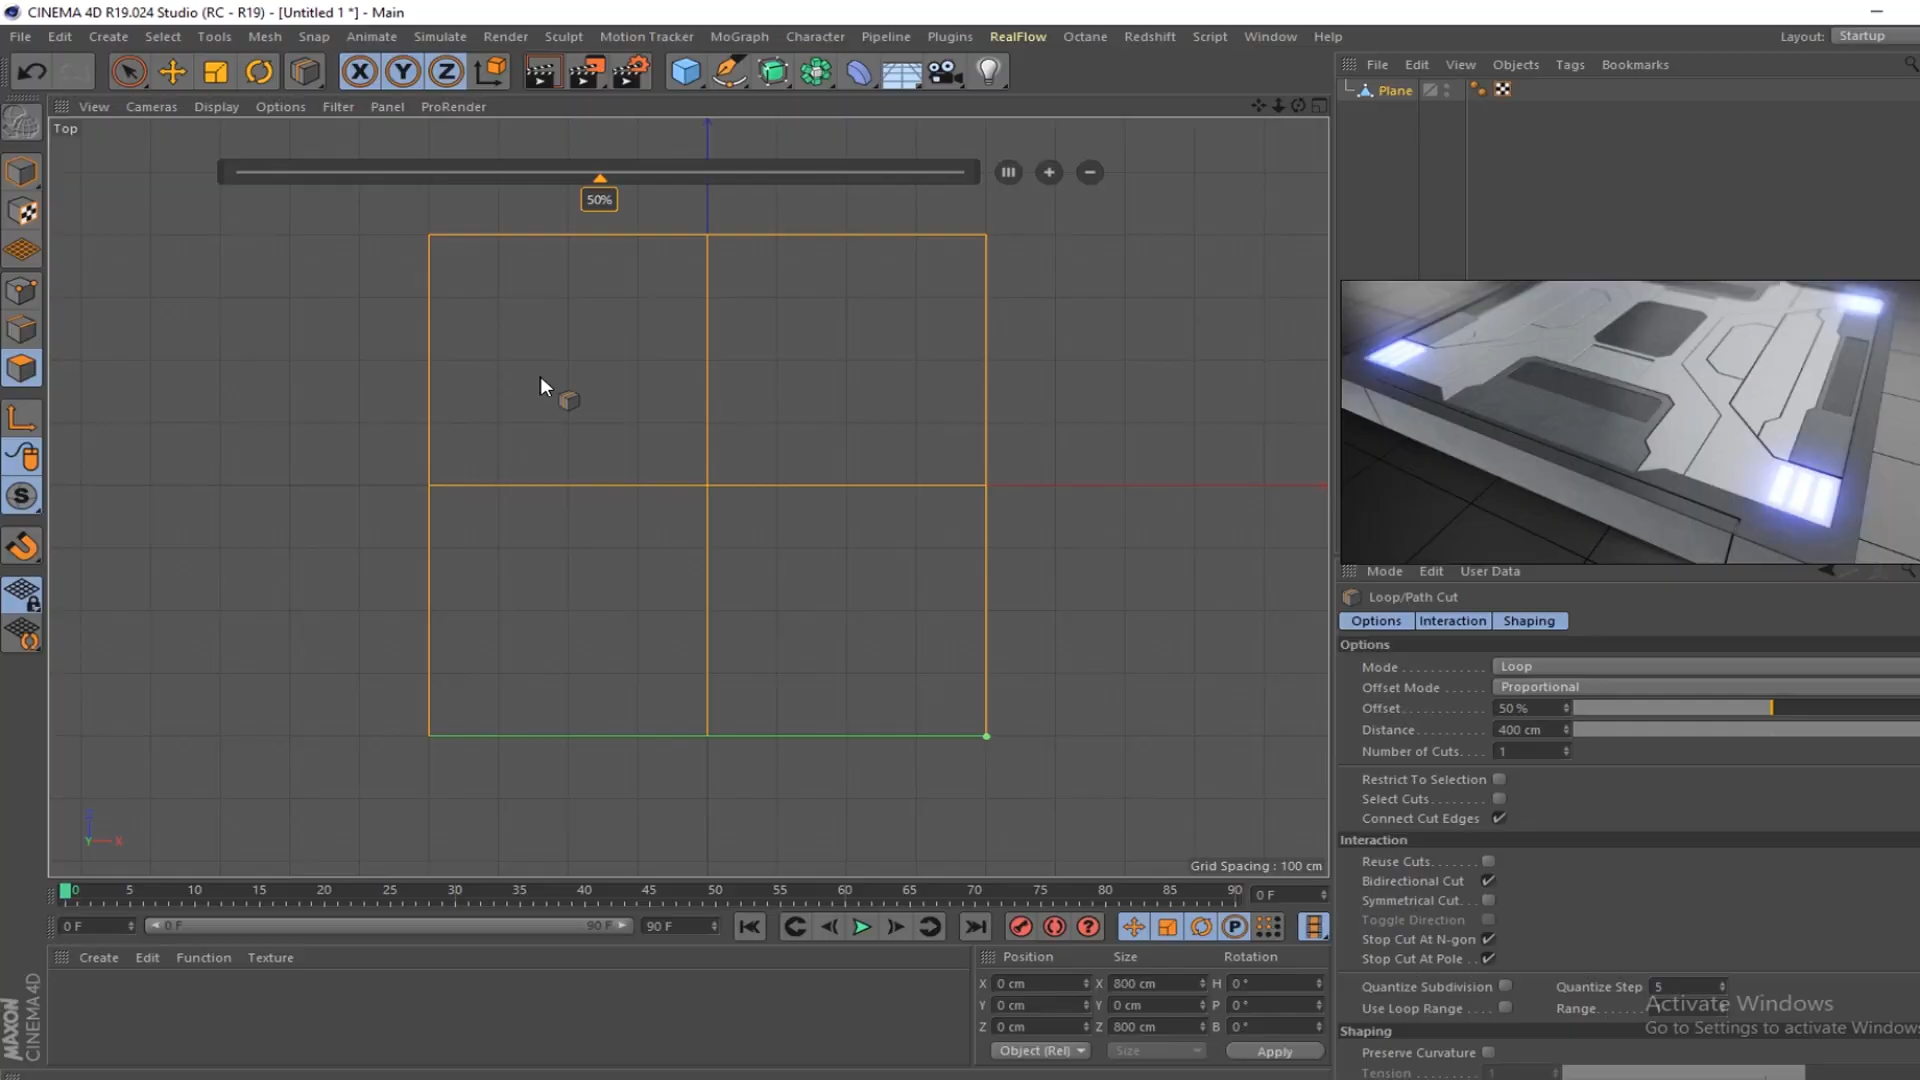 CINEMA 4D R19.024 Studio (RC - R19) - [Untitled 1 *] - Main
File Edit Create Select Tools Mesh Snap Animate Simulate Render Sculpt Motion Tracker MoGraph Character Pipeline Plugins RealFlow Octane Redshift Script Window Help Layout: Startup
X Y Z
File Edit View Objects Tags Bookmarks
Plane
View Cameras Display Options Filter Panel ProRender
Top
50%
S
Y X
Grid Spacing : 100 cm
Mode Edit User Data
Loop/Path Cut
Options Interaction Shaping
Options
Mode Loop
Offset Mode Proportional
Offset 50 %
Distance 400 cm
Number of Cuts 1
Restrict To Selection
Select Cuts
Connect Cut Edges
Interaction
Reuse Cuts
Bidirectional Cut
Symmetrical Cut
Toggle Direction
Stop Cut At N-gon
Stop Cut At Pole
Quantize Subdivision Quantize Step 5
Use Loop Range Range
Shaping
Preserve Curvature
Tension 1
Activate Windows
Go to Settings to activate Windows
0 5 10 15 20 25 30 35 40 45 50 55 60 65 70 75 80 85 90 0 F
0 F 0 F 90 F 90 F ? P
Create Edit Function Texture
Position Size Rotation
X 0 cm X 800 cm H 0 °
Y 0 cm Y 0 cm P 0 °
Z 0 cm Z 800 cm B 0 °
Object (Rel) Size Apply
MAXON
CINEMA 4D